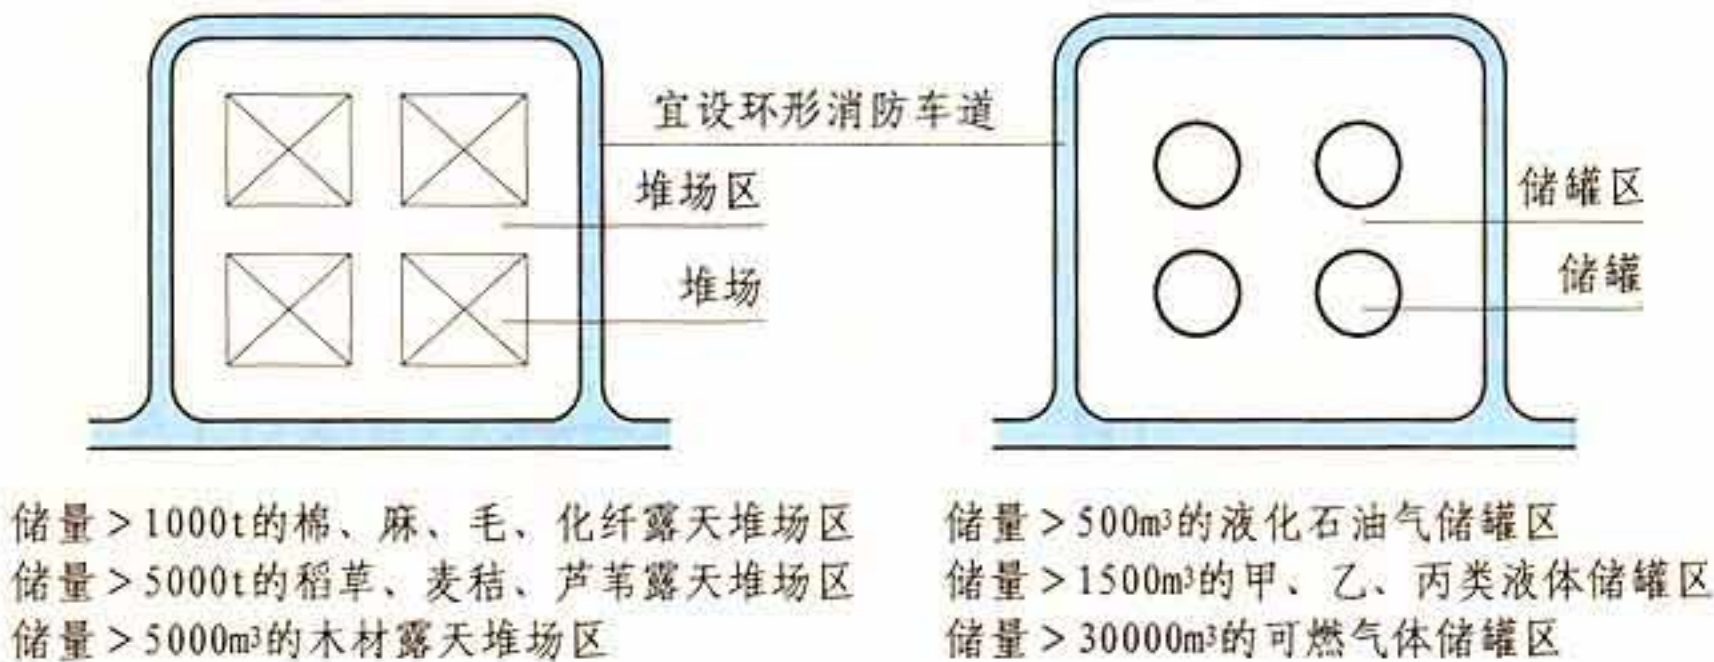 宜设环形消防车道
堆场区
堆场
储罐区
储罐
储量>1000t的棉、麻、毛、化纤露天堆场区
储量>5000t的稻草、麦秸、芦苇露天堆场区
储量>5000m³的木材露天堆场区
储量>500m³的液化石油气储罐区
储量>1500m³的甲、乙、丙类液体储罐区
储量>30000m³的可燃气体储罐区